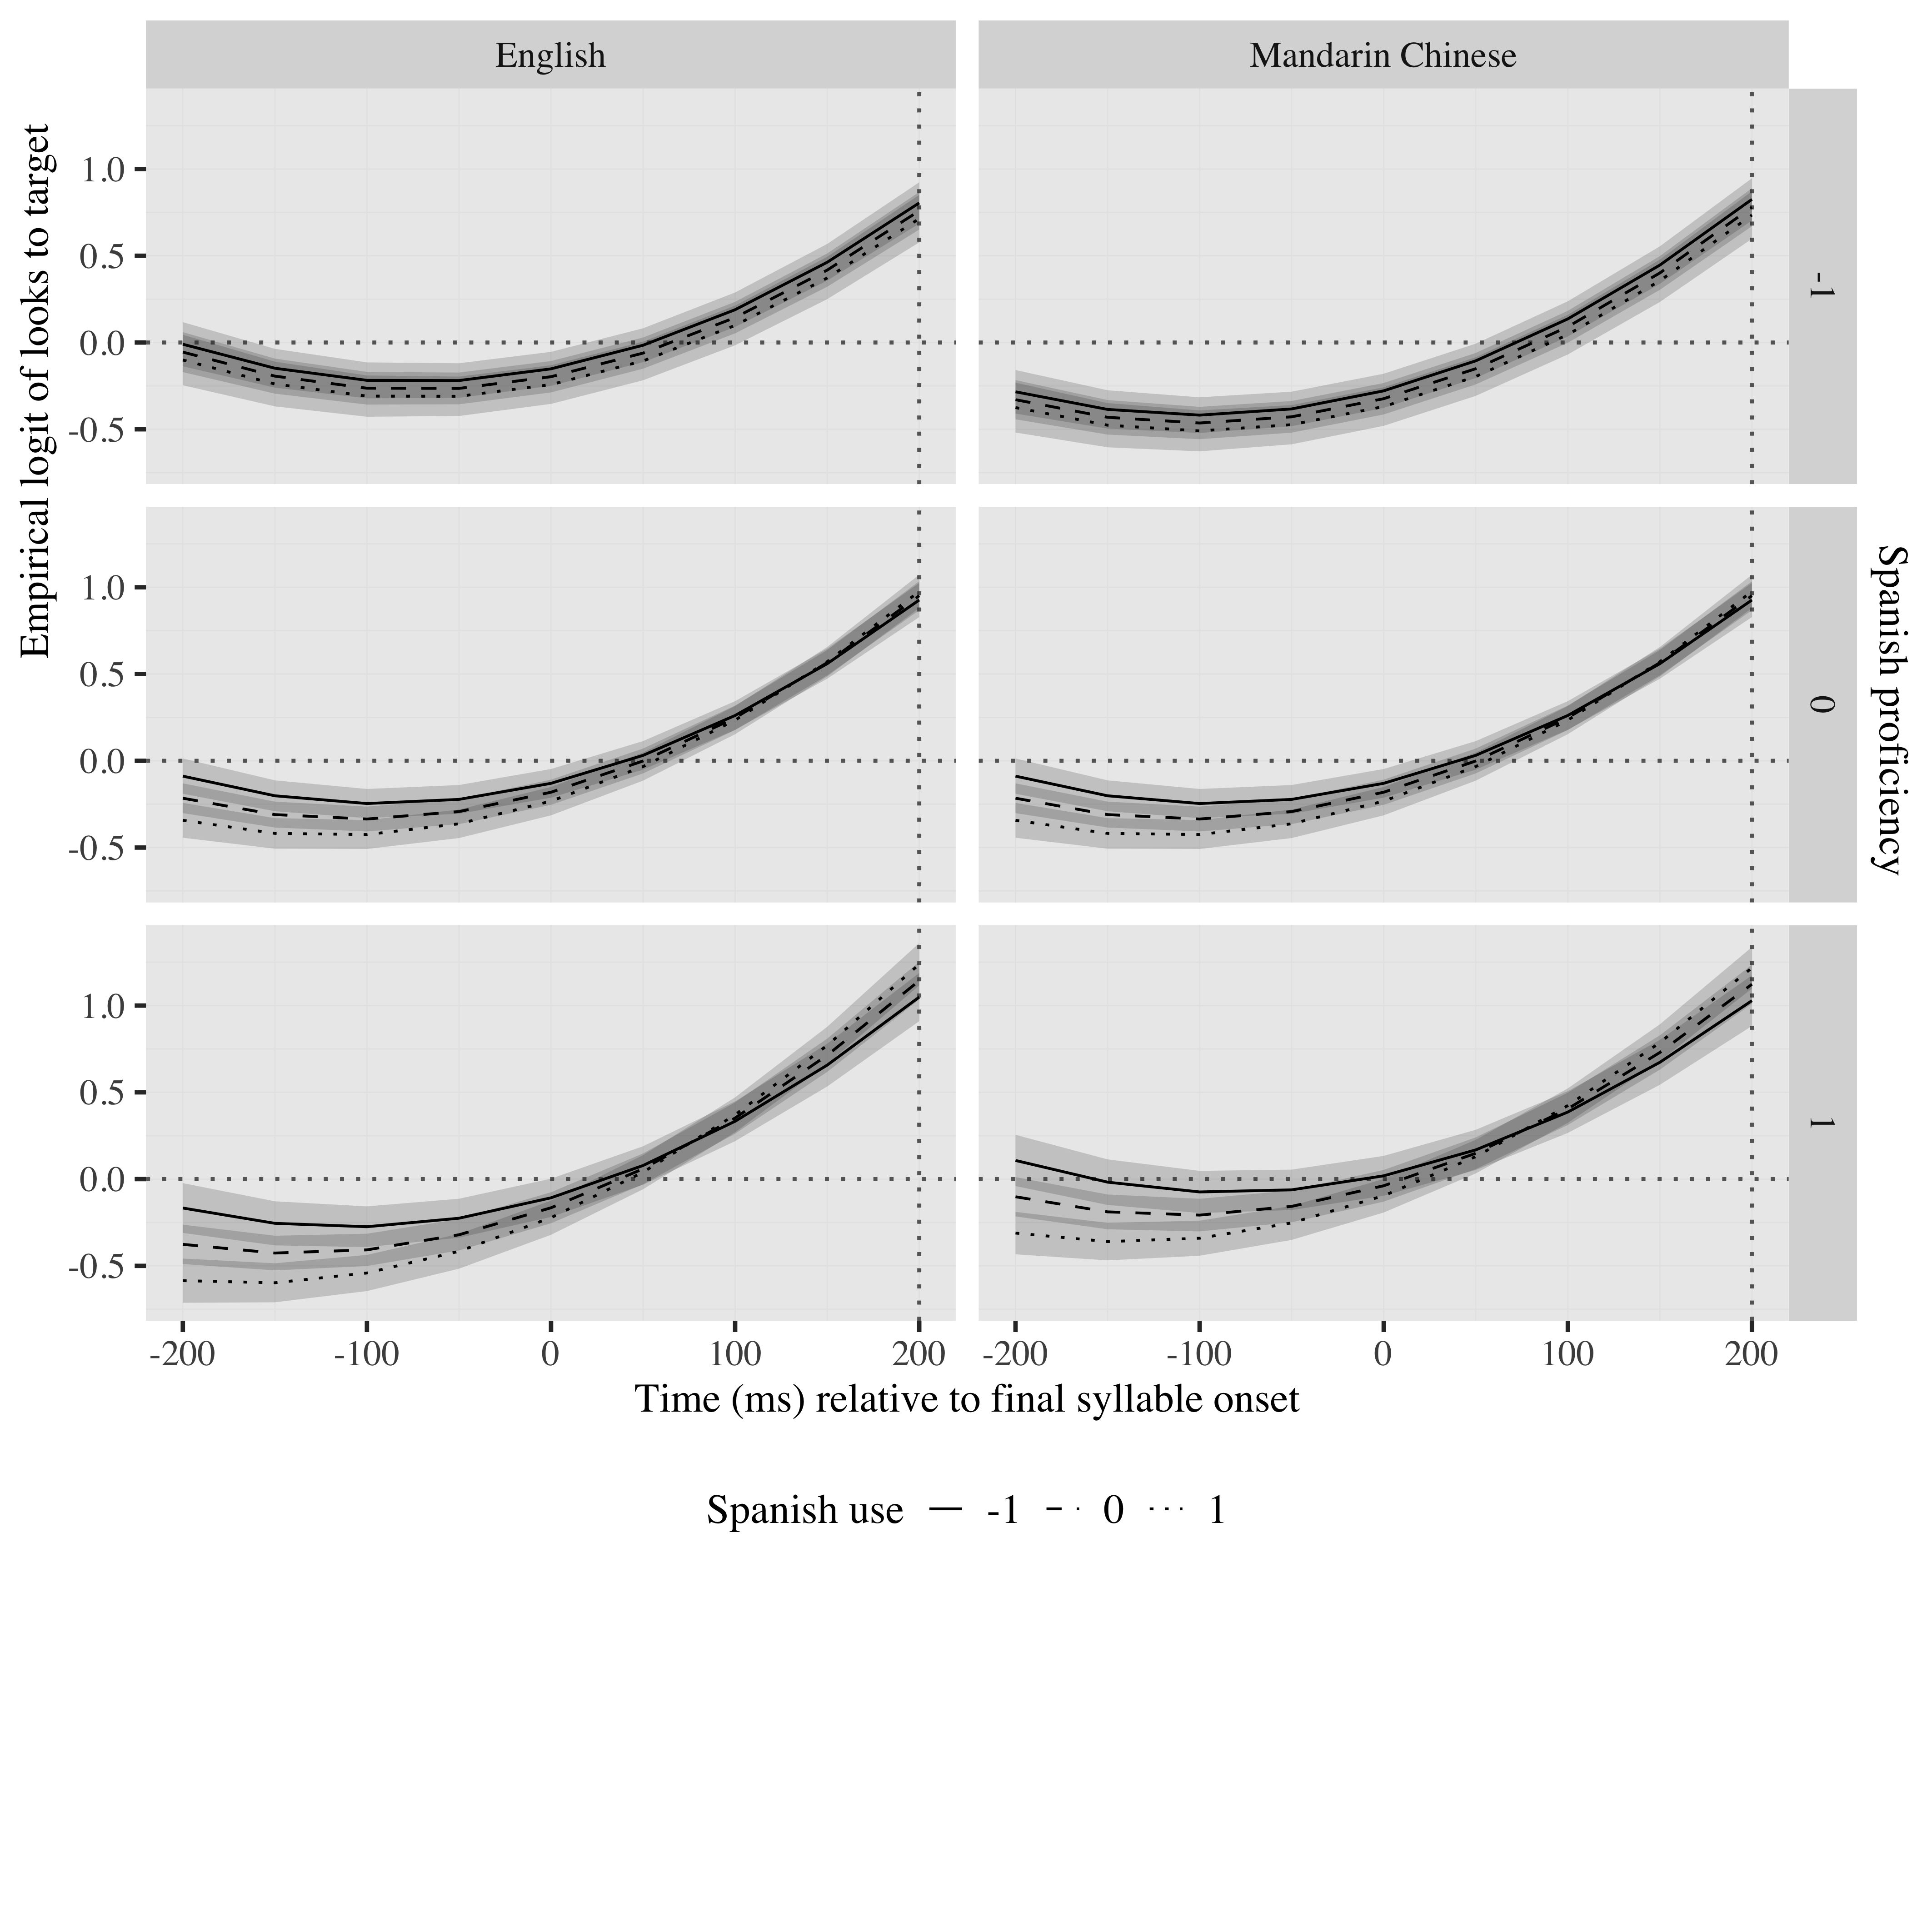 English
Mandarin Chinese
Empirical logit of looks to target
1.0
0.5
0.0
-0.5
-1
1.0
0.5
0.0
-0.5
0
Spanish proficiency
1.0
0.5
0.0
-0.5
1
-200 -100 0 100 200
-200 -100 0 100 200
Time (ms) relative to final syllable onset
Spanish use -1 0 1